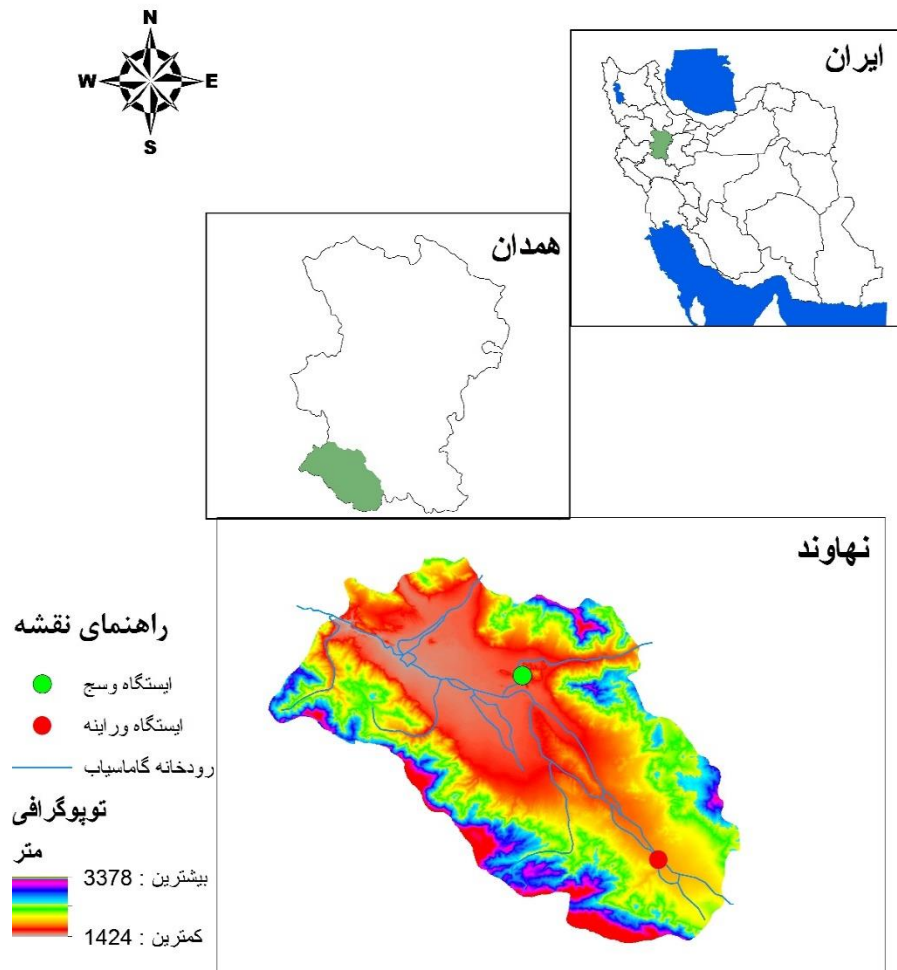 N
W E
S
ایران
همدان
نهاوند
راهنمای نقشه
ایستگاه وسج
ایستگاه وراینه
رودخانه گاماسیاب
توپوگرافی
متر
بیشترین : 3378
کمترین : 1424